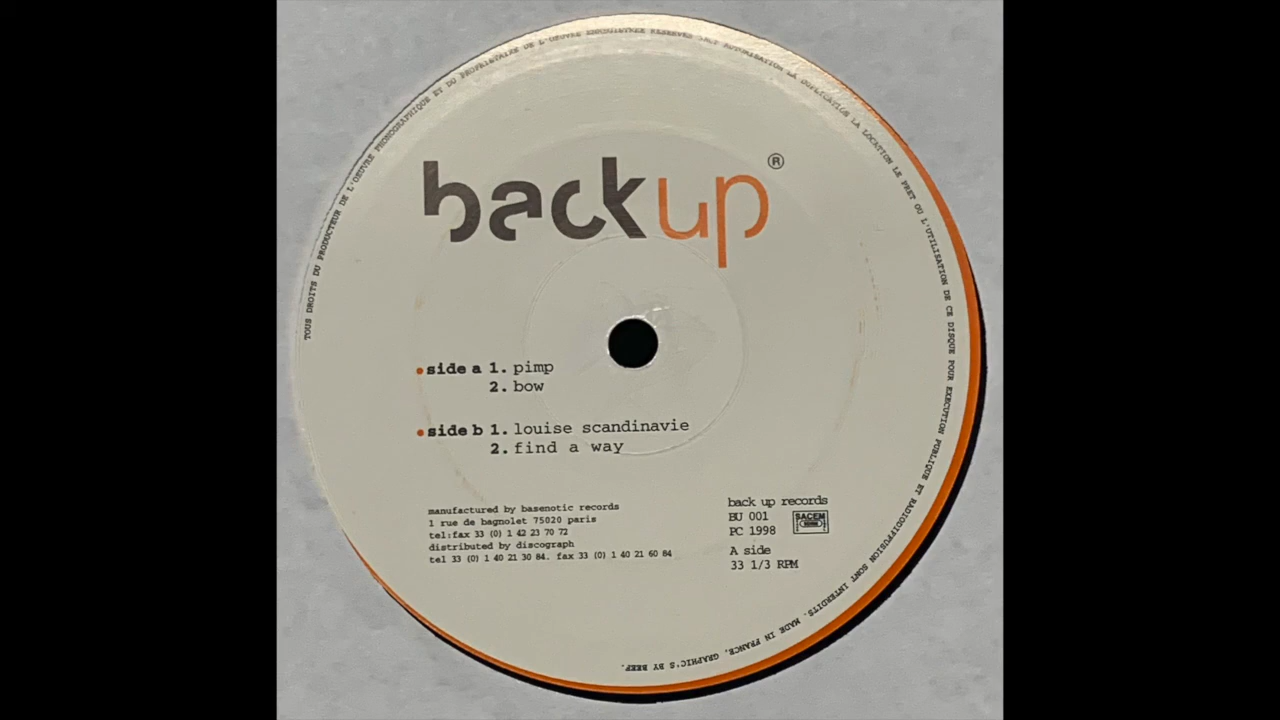 TOUS DROITS DU PRODUCTEUR DE L'OEUVRE PHONOGRAPHIQUE ET DU PROPRIETAIRE DE L'OEUVRE ENREGISTREE RESERVES SAUF AUTORISATION LA DUPLICATION LA LOCATION LE PRET OU L'UTILISATION DE CE DISQUE POUR EXECUTION PUBLIQUE ET RADIODIFFUSION SONT INTERDITS. MADE IN FRANCE. GRAPHIC'S BY BEEF.
backup®
side a 1. pimp
2. bow
side b 1. louise scandinavie
2. find a way
manufactured by basenotic records
1 rue de bagnolet 75020 paris
tel:fax 33 (0) 1 42 23 70 72
distributed by discograph
tel 33 (0) 1 40 21 30 84. fax 33 (0) 1 40 21 60 84
back up records
BU 001
PC 1998
SACEM
A side
33 1/3 RPM